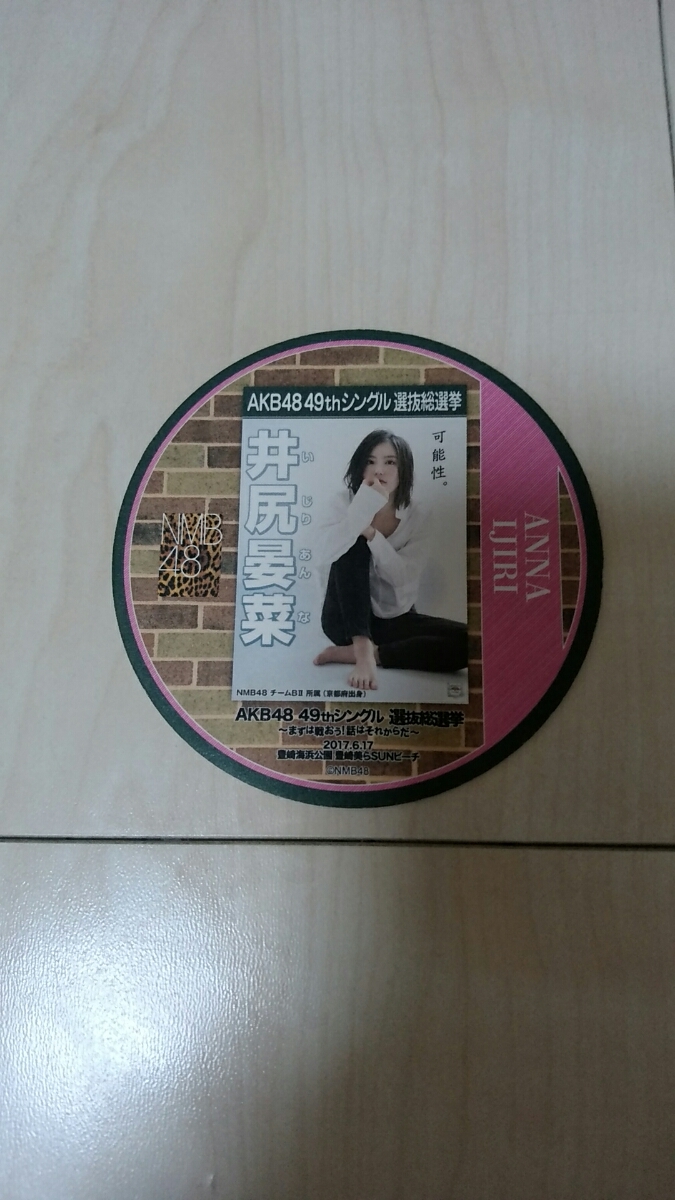 AKB48 49thシングル 選抜総選挙
可能性。
井尻晏菜
いじりあんな
NMB
48
ANNA
IJIRI
NMB48 チームBII 所属（京都府出身）
AKB48 49thシングル 選抜総選挙
～まずは戦おう!話はそれからだ～
2017.6.17
豊崎海浜公園 豊崎美らSUNビーチ
©NMB48